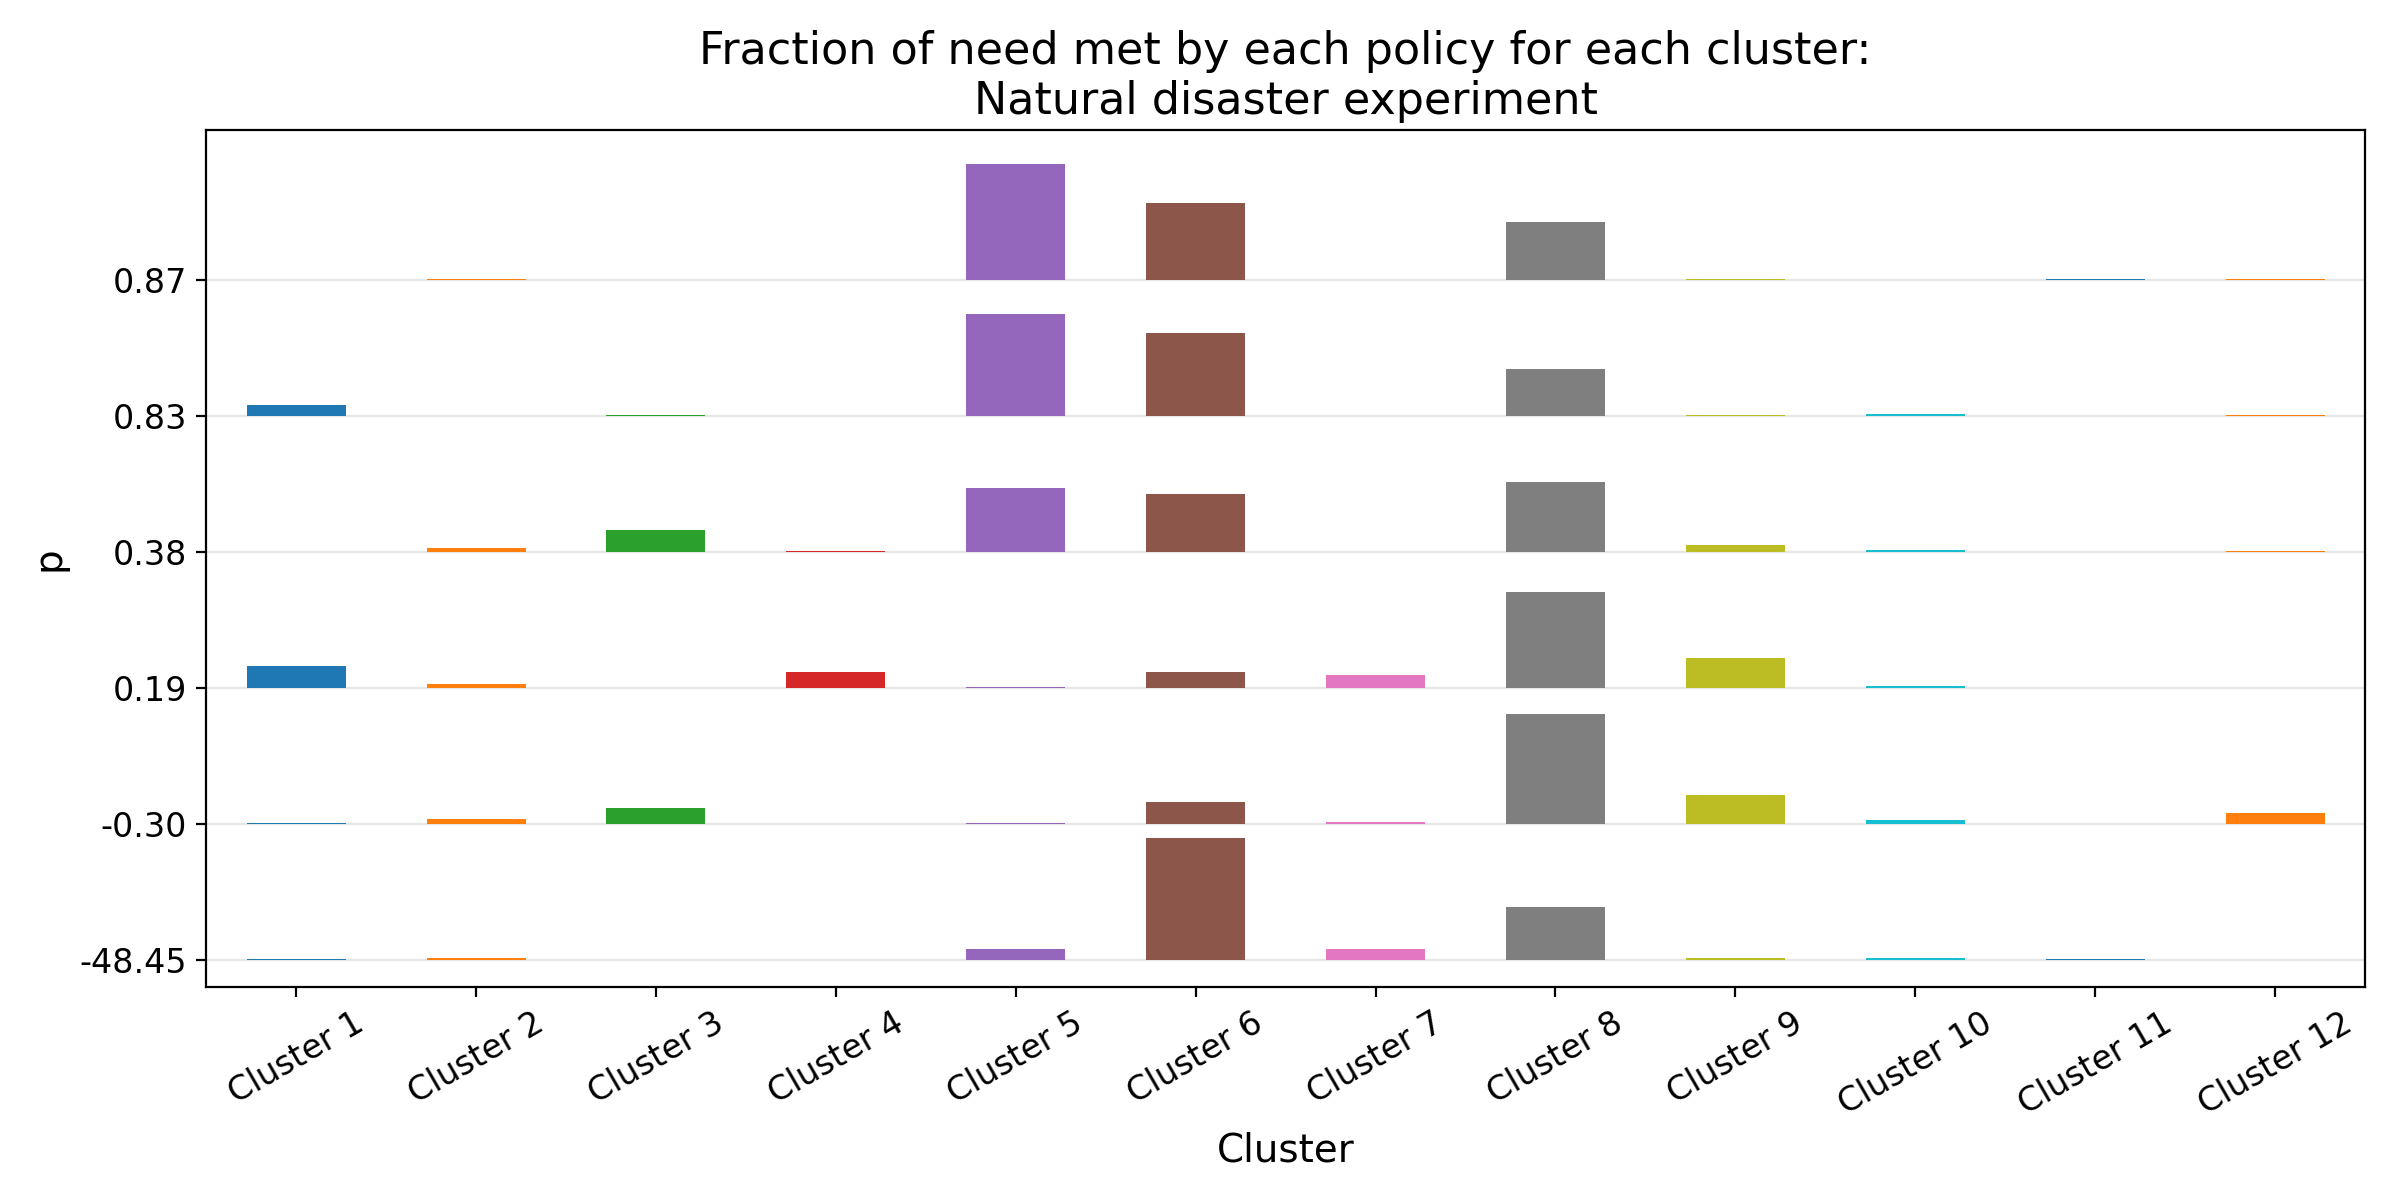 Fraction of need met by each policy for each cluster:
Natural disaster experiment
0.87
0.83
0.38
0.19
-0.30
-48.45
p
Cluster 1
Cluster 2
Cluster 3
Cluster 4
Cluster 5
Cluster 6
Cluster 7
Cluster 8
Cluster 9
Cluster 10
Cluster 11
Cluster 12
Cluster